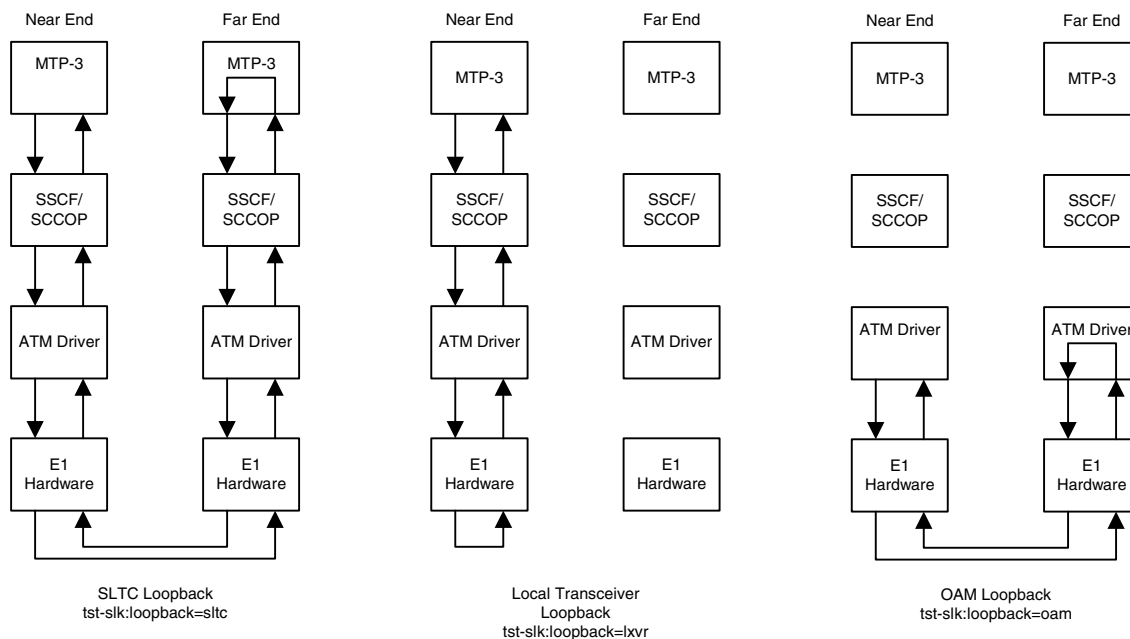 Near End
Far End
MTP-3
MTP-3
SSCF/
SCCOP
SSCF/
SCCOP
ATM Driver
ATM Driver
E1
Hardware
E1
Hardware
SLTC Loopback
tst-slk:loopback=sltc
Near End
Far End
MTP-3
MTP-3
SSCF/
SCCOP
SSCF/
SCCOP
ATM Driver
ATM Driver
E1
Hardware
E1
Hardware
Local Transceiver
Loopback
tst-slk:loopback=lxvr
Near End
Far End
MTP-3
MTP-3
SSCF/
SCCOP
SSCF/
SCCOP
ATM Driver
ATM Driver
E1
Hardware
E1
Hardware
OAM Loopback
tst-slk:loopback=oam